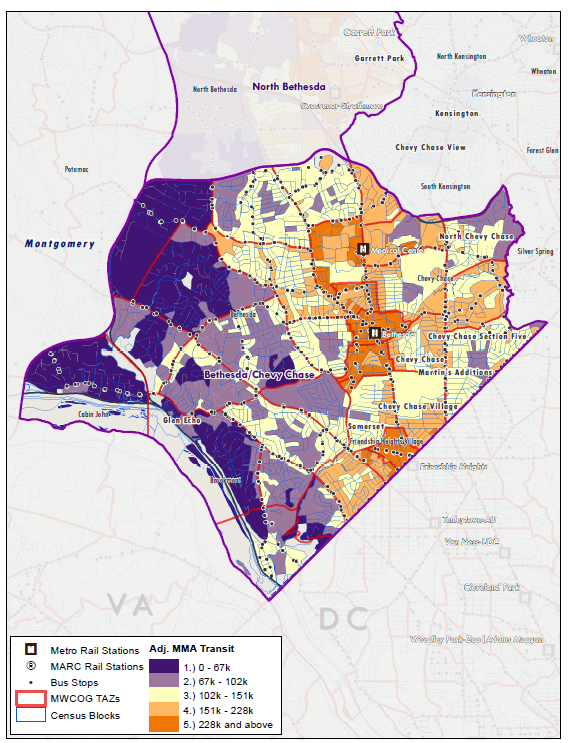 Garrett Park
Wheaton
Garrett Park
North Kensington
Wheaton
North Bethesda
North Bethesda
Kensington
Grosvenor-Strathmore
Kensington
Chevy Chase View
Forest Glen
Potomac
South Kensington
Montgomery
North Chevy Chase
M Medical Center
Silver Spring
Chevy Chase
Bethesda
M Bethesda
Chevy Chase Section Five
Chevy Chase
Bethesda/Chevy Chase
Martin's Additions
Cabin John
Glen Echo
Chevy Chase Village
Somerset
Friendship Heights Village
Friendship Heights
Brookmont
Tenleytown-AU
Van Ness-UDC
Cleveland Park
VA
DC
Woodley Park-Zoo | Adams Morgan
M Metro Rail Stations
MARC Rail Stations
Bus Stops
MWCOG TAZs
Census Blocks
Adj. MMA Transit
1.) 0 - 67k
2.) 67k - 102k
3.) 102k - 151k
4.) 151k - 228k
5.) 228k and above